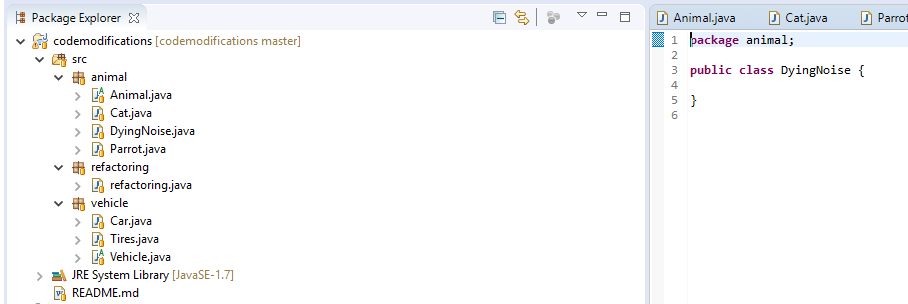 Package Explorer
codemodifications [codemodifications master]
src
animal
Animal.java
Cat.java
DyingNoise.java
Parrot.java
refactoring
refactoring.java
vehicle
Car.java
Tires.java
Vehicle.java
JRE System Library [JavaSE-1.7]
README.md
Animal.java Cat.java Parrot
1 package animal;
2
3 public class DyingNoise {
4
5 }
6